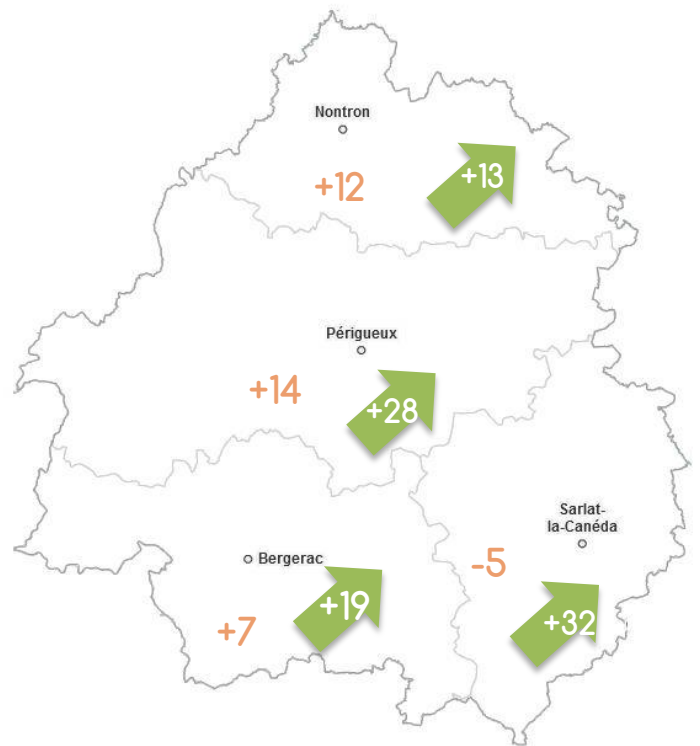 Nontron
+12
+13
Périgueux
+14
+28
Sarlat-
la-Canéda
Bergerac
-5
+7
+19
+32